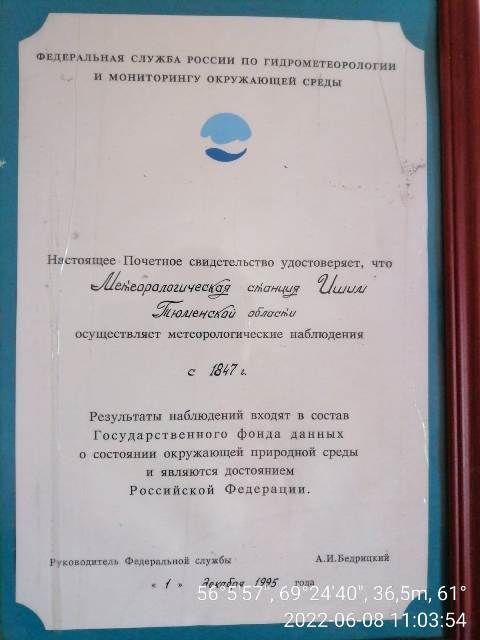 ФЕДЕРАЛЬНАЯ СЛУЖБА РОССИИ ПО ГИДРОМЕТЕОРОЛОГИИ
И МОНИТОРИНГУ ОКРУЖАЮЩЕЙ СРЕДЫ
Настоящее Почетное свидетельство удостоверяет, что
Метеорологическая станция Ишим
Тюменской области
осуществляет метеорологические наблюдения
с 1847 г.
Результаты наблюдений входят в состав
Государственного фонда данных
о состоянии окружающей природной среды
и являются достоянием
Российской Федерации.
Руководитель Федеральной службы А.И.Бедрицкий
« 1 » декабря 1995 года
56°5'57", 69°24'40", 36,5m, 61°
2022-06-08 11:03:54